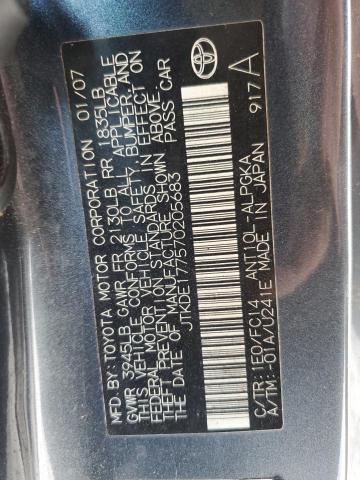 MFD. BY: TOYOTA MOTOR CORPORATION 01/07
GVWR 3945LB GAWR FR 2130LB RR 1835LB
THIS VEHICLE CONFORMS TO ALL APPLICABLE
FEDERAL MOTOR VEHICLE SAFETY, BUMPER, AND
THEFT PREVENTION STANDARDS IN EFFECT ON
THE DATE OF MANUFACTURE SHOWN ABOVE.
JTKDE177570205683 PASS. CAR
C/TR: 1E0/FC14 ANT10L-ALPGKA
A/TM: -01A/U241E MADE IN JAPAN
917A